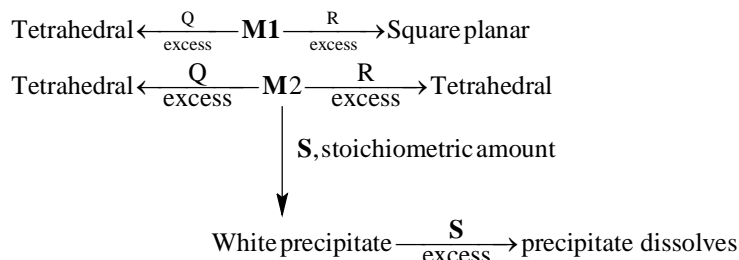 Tetrahedral Q excess M1 R excess Square planar
Tetrahedral Q excess M2 R excess Tetrahedral
S, stoichiometric amount
White precipitate S excess precipitate dissolves